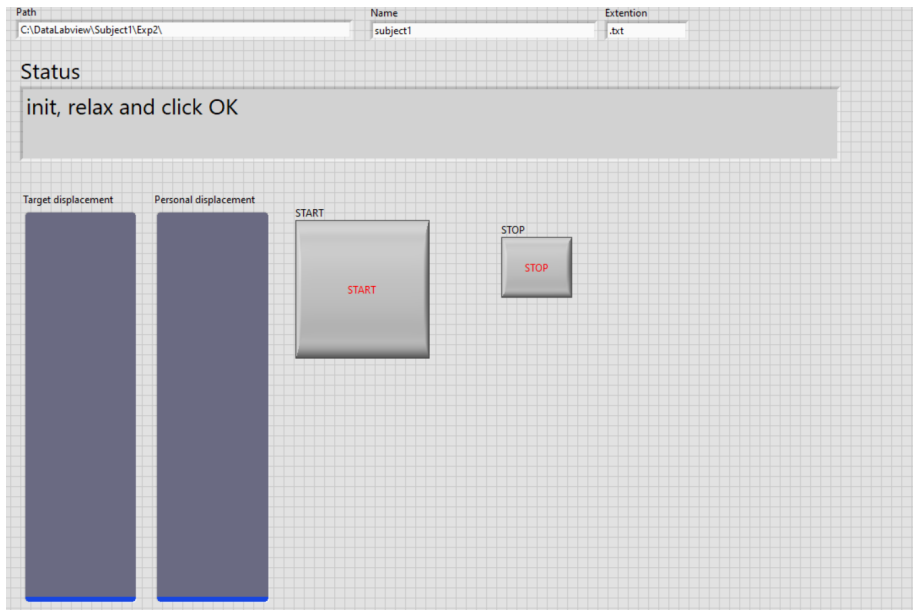 Path
Name
Extention
C:\DataLabview\Subject1\Exp2\
subject1
.txt
Status
init, relax and click OK
Target displacement
Personal displacement
START
START
STOP
STOP